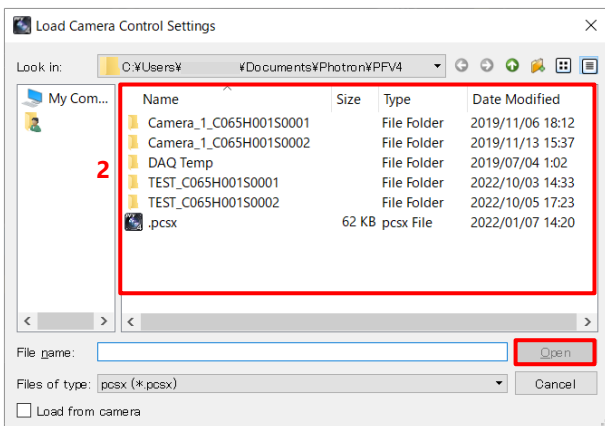 Load Camera Control Settings
Look in: C:¥Users¥ ¥Documents¥Photron¥PFV4
My Com...
Name Size Type Date Modified
Camera_1_C065H001S0001 File Folder 2019/11/06 18:12
Camera_1_C065H001S0002 File Folder 2019/11/13 15:37
DAQ Temp File Folder 2019/07/04 1:02
2
TEST_C065H001S0001 File Folder 2022/10/03 14:33
TEST_C065H001S0002 File Folder 2022/10/05 17:23
.pcsx 62 KB pcsx File 2022/01/07 14:20
File name: Open
Files of type: pcsx (*.pcsx) Cancel
Load from camera